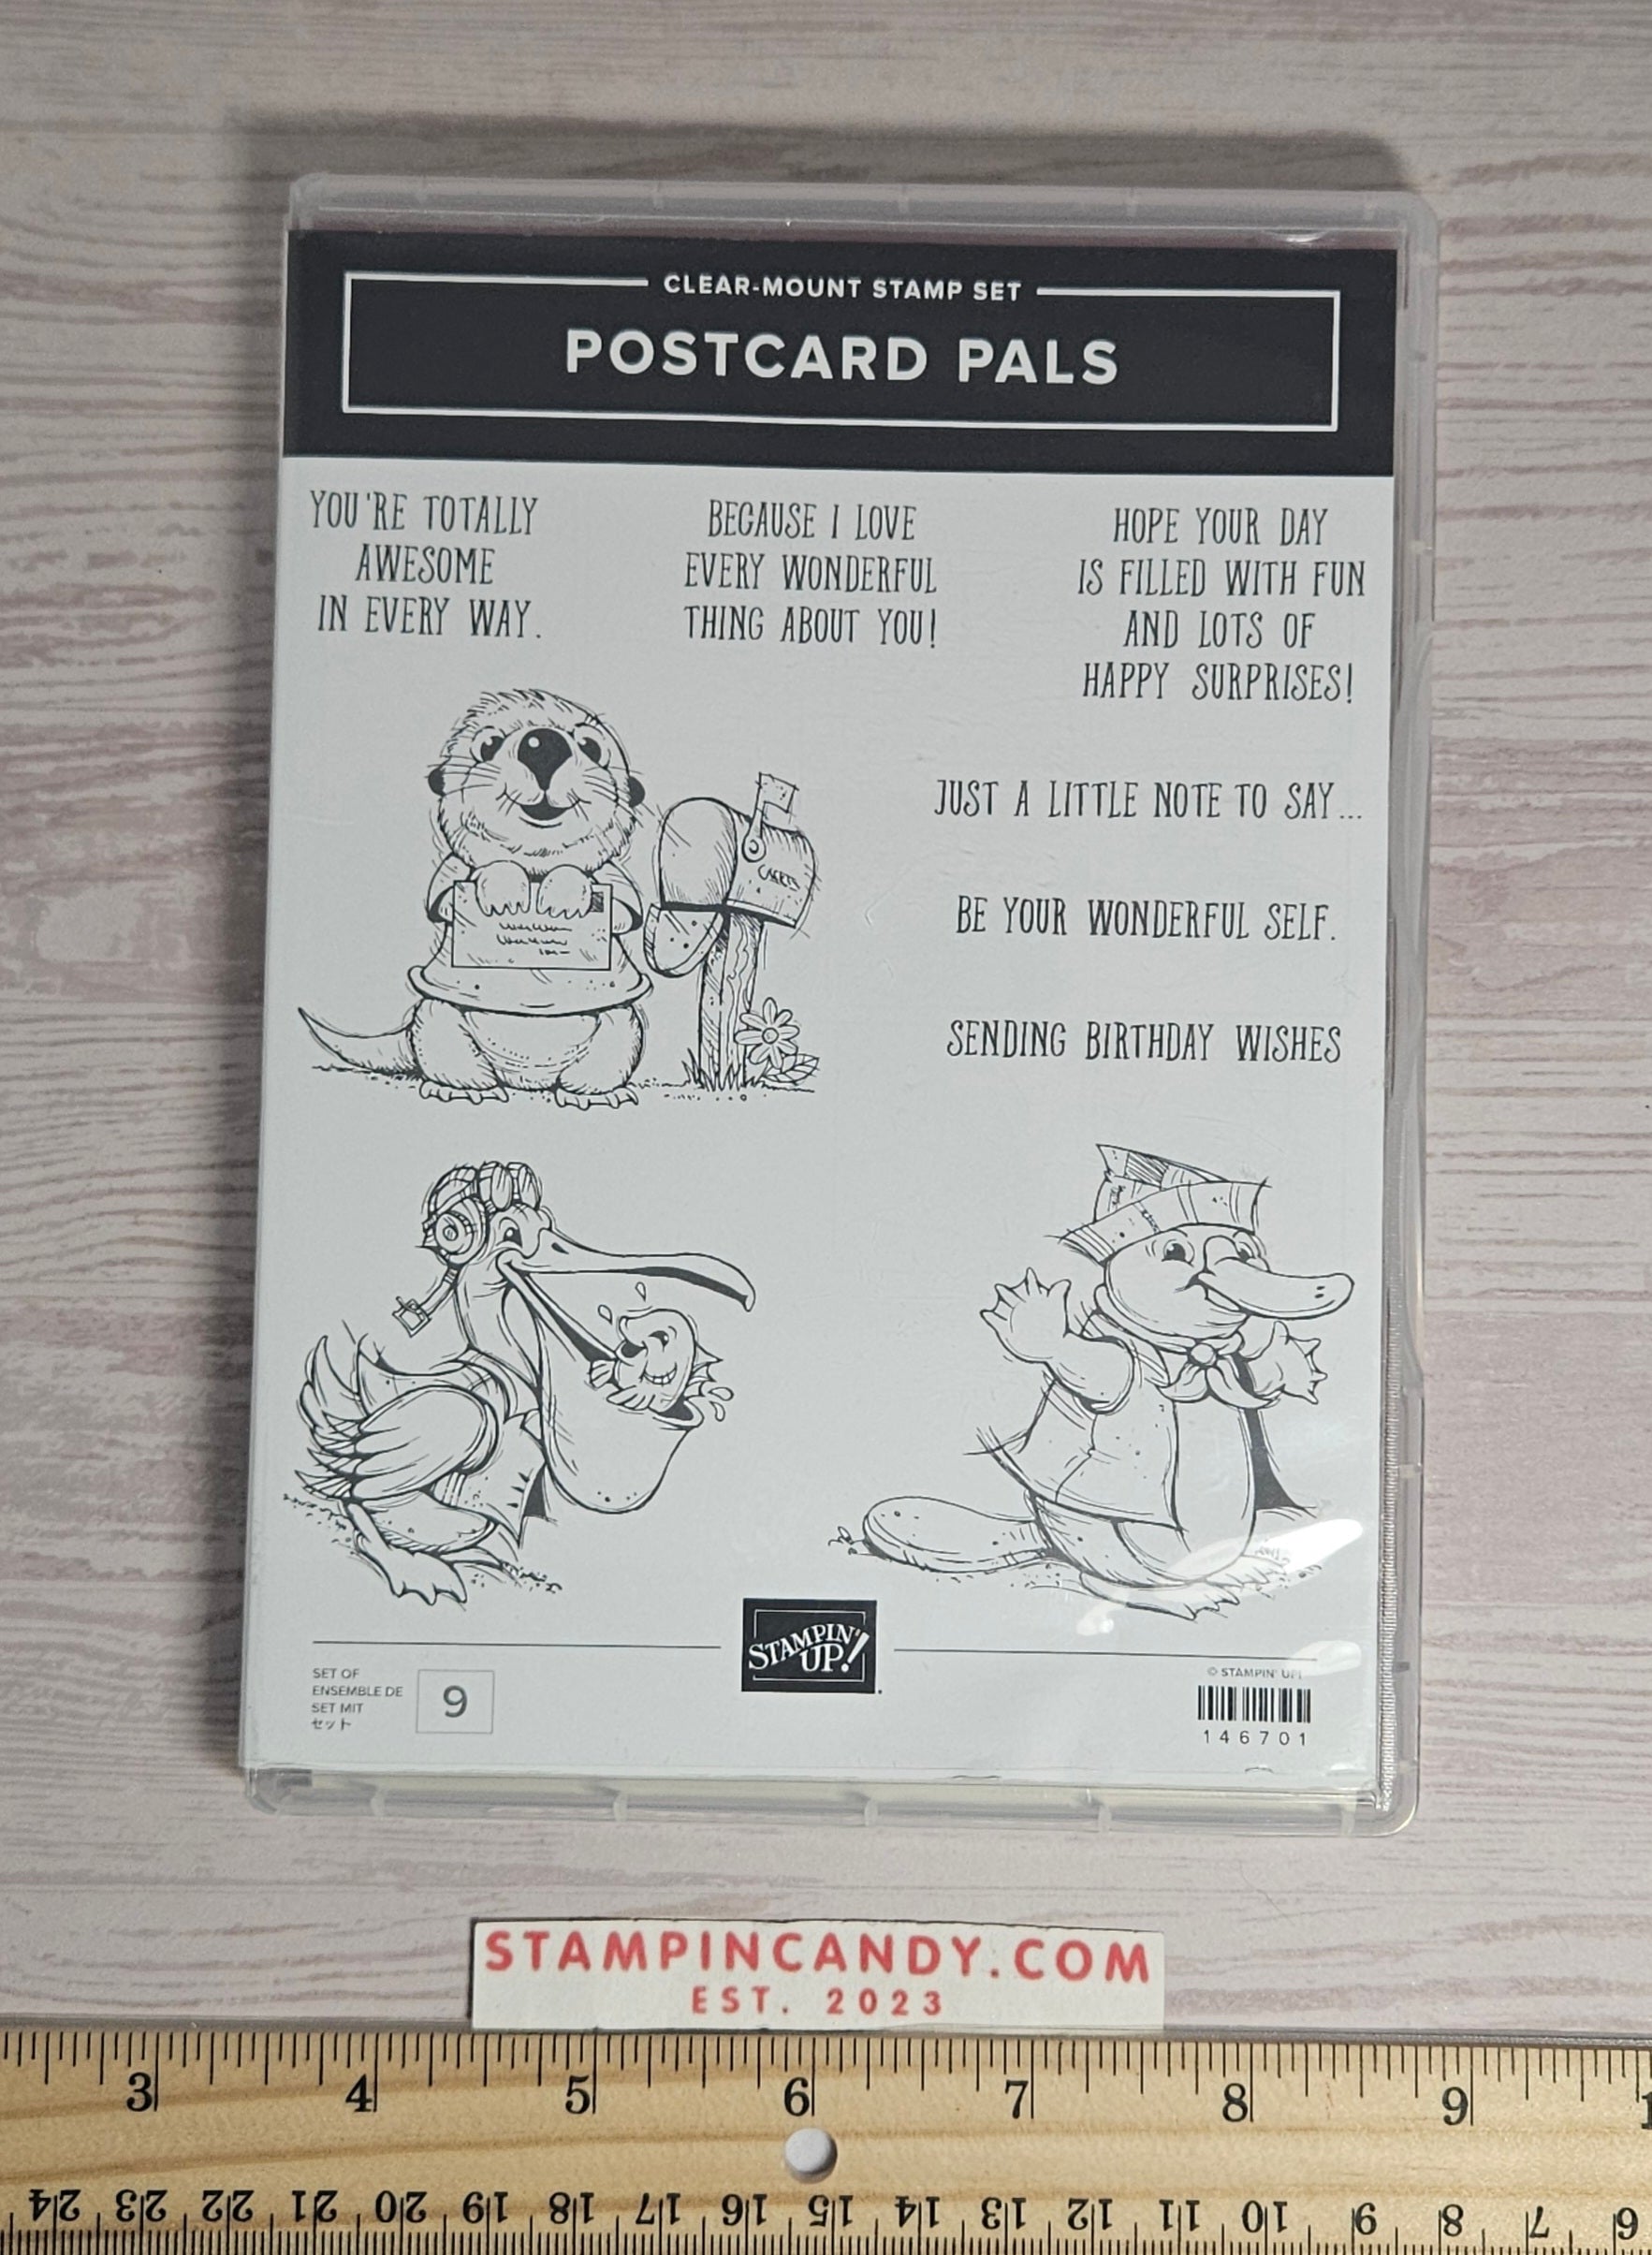 CLEAR-MOUNT STAMP SET
POSTCARD PALS
YOU'RE TOTALLY
AWESOME
IN EVERY WAY.
BECAUSE I LOVE
EVERY WONDERFUL
THING ABOUT YOU!
HOPE YOUR DAY
IS FILLED WITH FUN
AND LOTS OF
HAPPY SURPRISES!
JUST A LITTLE NOTE TO SAY...
BE YOUR WONDERFUL SELF.
SENDING BIRTHDAY WISHES
STAMPIN'
UP!
SET OF
ENSEMBLE DE
SET MIT
セット
9
© STAMPIN' UP!
146701
STAMPINCANDY.COM
EST. 2023
3 4 5 6 7 8 9 1
24 23 22 21 20 19 18 17 16 15 14 13 12 11 10 9 8 7 6